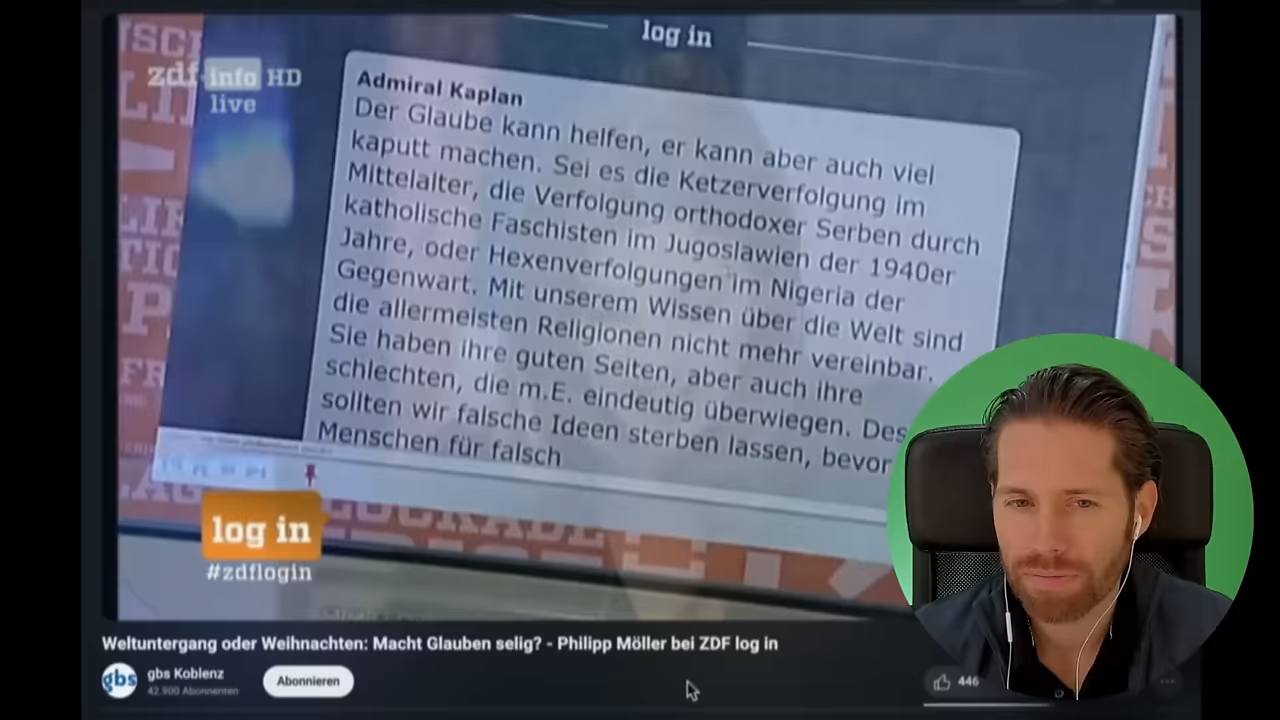 log in
zdf info HD
live
Admiral Kaplan
Der Glaube kann helfen, er kann aber auch viel
kaputt machen. Sei es die Ketzerverfolgung im
Mittelalter, die Verfolgung orthodoxer Serben durch
katholische Faschisten im Jugoslawien der 1940er
Jahre, oder Hexenverfolgungen im Nigeria der
Gegenwart. Mit unserem Wissen über die Welt sind
die allermeisten Religionen nicht mehr vereinbar.
Sie haben ihre guten Seiten, aber auch ihre
schlechten, die m.E. eindeutig überwiegen. Des
sollten wir falsche Ideen sterben lassen, bevor
Menschen für falsch
log in
#zdflogin
Weltuntergang oder Weihnachten: Macht Glauben selig? - Philipp Möller bei ZDF log in
gbs
gbs Koblenz
42.900 Abonnenten
Abonnieren
446